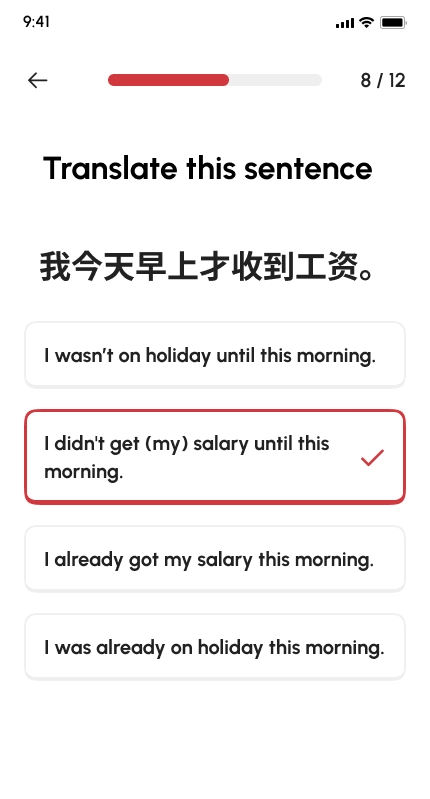 9:41
8 / 12
Translate this sentence
我今天早上才收到工资。
I wasn’t on holiday until this morning.
I didn't get (my) salary until this
morning.
I already got my salary this morning.
I was already on holiday this morning.